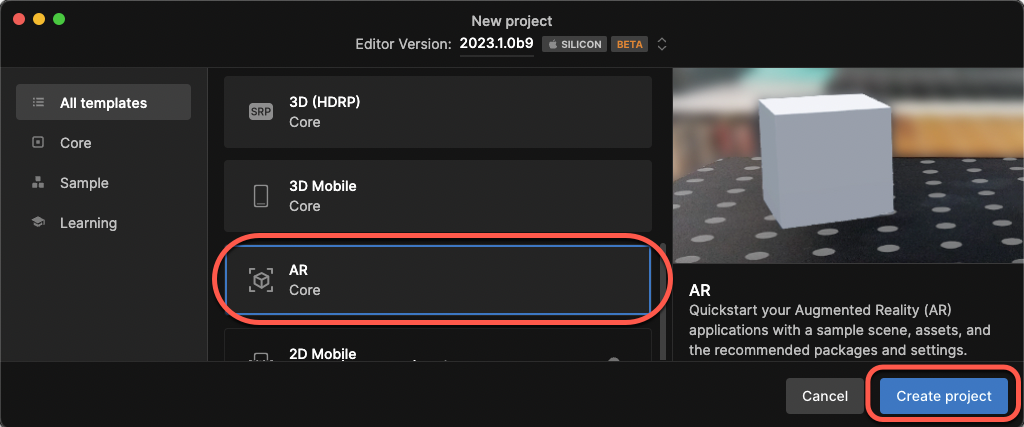 New project
Editor Version: 2023.1.0b9 SILICON BETA
All templates
Core
Sample
Learning
SRP
3D (HDRP)
Core
3D Mobile
Core
AR
Core
2D Mobile
AR
Quickstart your Augmented Reality (AR)
applications with a sample scene, assets, and
the recommended packages and settings.
Cancel
Create project